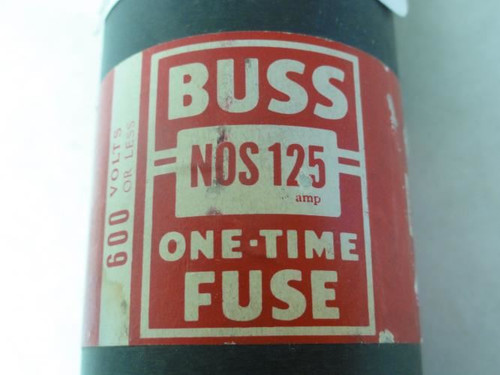 BUSS
NOS 125
amp
ONE-TIME
FUSE
600 VOLTS
OR LESS